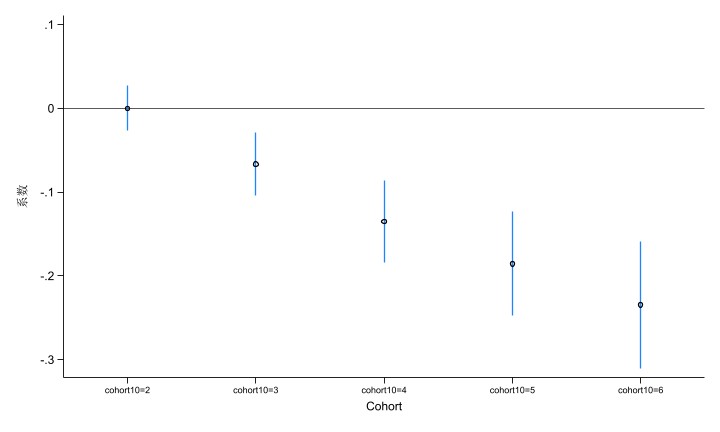 .1
0
-.1
-.2
-.3
系数
cohort10=2
cohort10=3
cohort10=4
cohort10=5
cohort10=6
Cohort